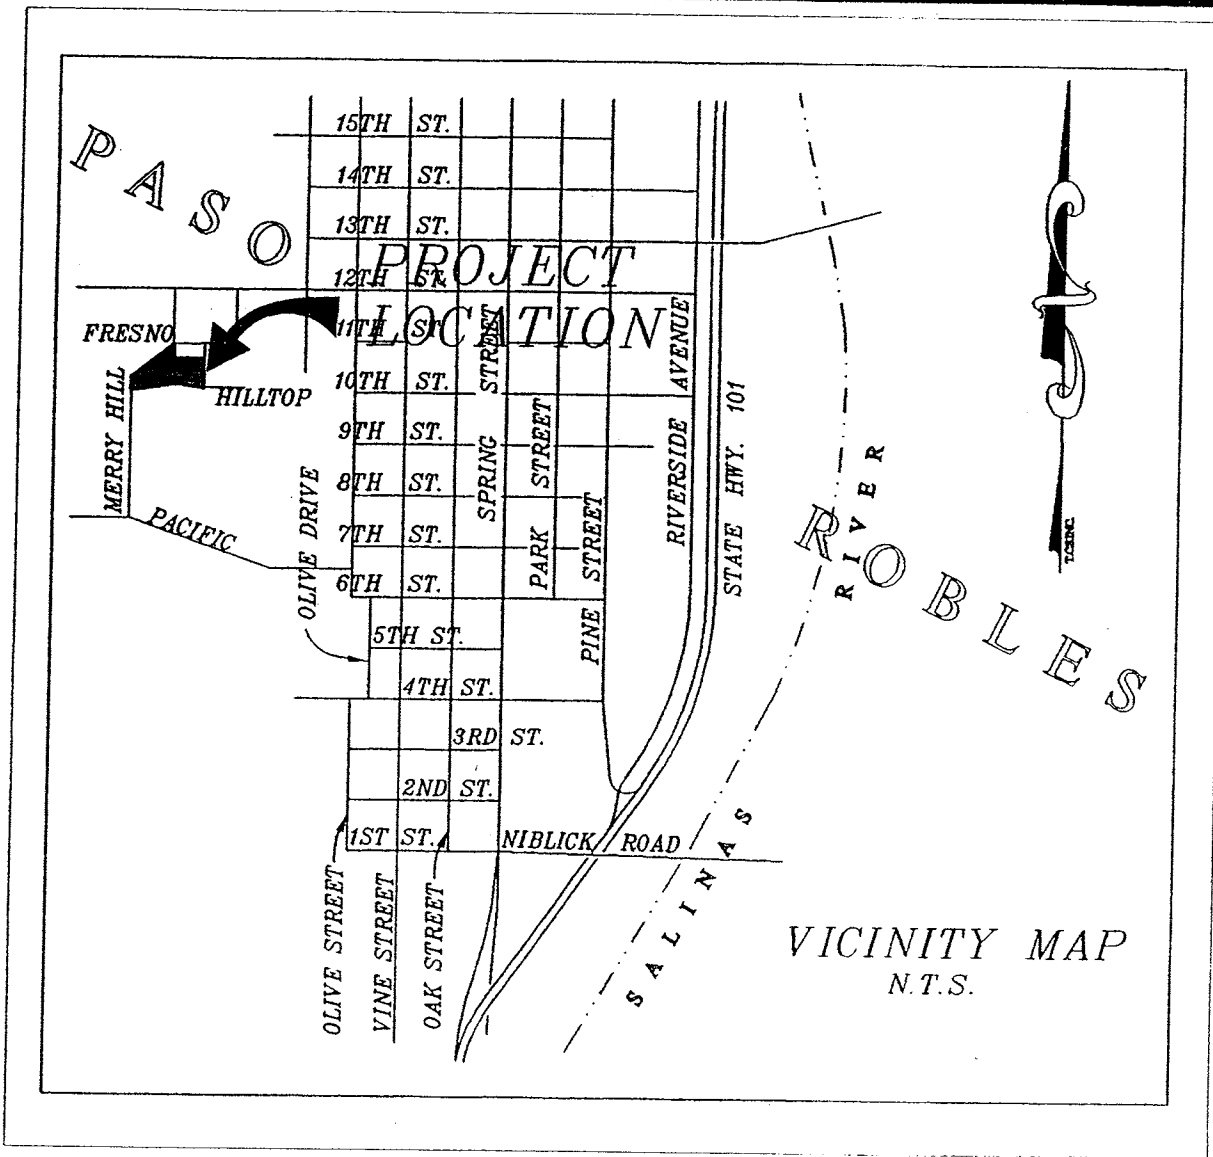 PASO
15TH ST.
14TH ST.
13TH ST.
PROJECT
12TH ST.
LOCATION
11TH ST.
FRESNO
10TH ST.
HILLTOP
MERRY HILL
9TH ST.
8TH ST.
7TH ST.
6TH ST.
PACIFIC
OLIVE DRIVE
SPRING STREET
PARK STREET
PINE STREET
RIVERSIDE AVENUE
STATE HWY. 101
ROBLES
5TH ST.
4TH ST.
3RD ST.
2ND ST.
1ST ST.
NIBLICK ROAD
OLIVE STREET
VINE STREET
OAK STREET
SALINAS RIVER
TCSINC.
VICINITY MAP
N.T.S.